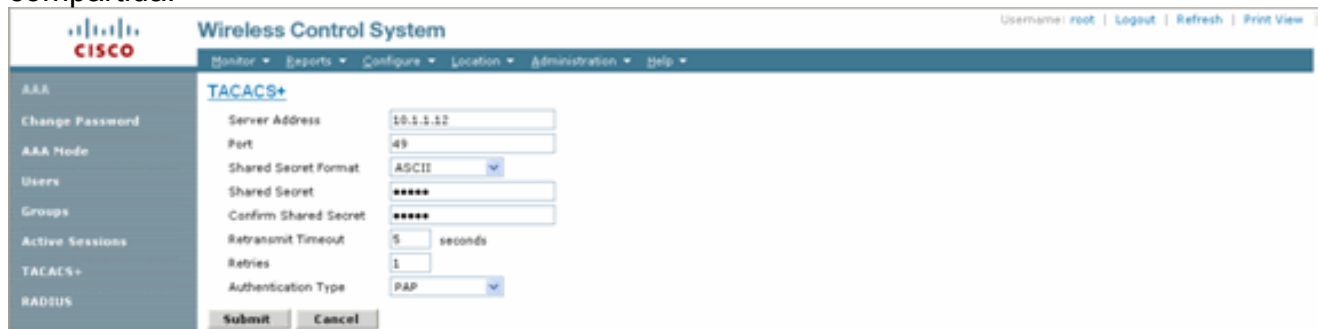 compartida.
Username: root | Logout | Refresh | Print View
CISCO
Wireless Control System
Monitor Reports Configure Location Administration Help
AAA
Change Password
AAA Mode
Users
Groups
Active Sessions
TACACS+
RADIUS
TACACS+
Server Address 10.1.1.12
Port 49
Shared Secret Format ASCII
Shared Secret •••••
Confirm Shared Secret •••••
Retransmit Timeout 5 seconds
Retries 1
Authentication Type PAP
Submit Cancel